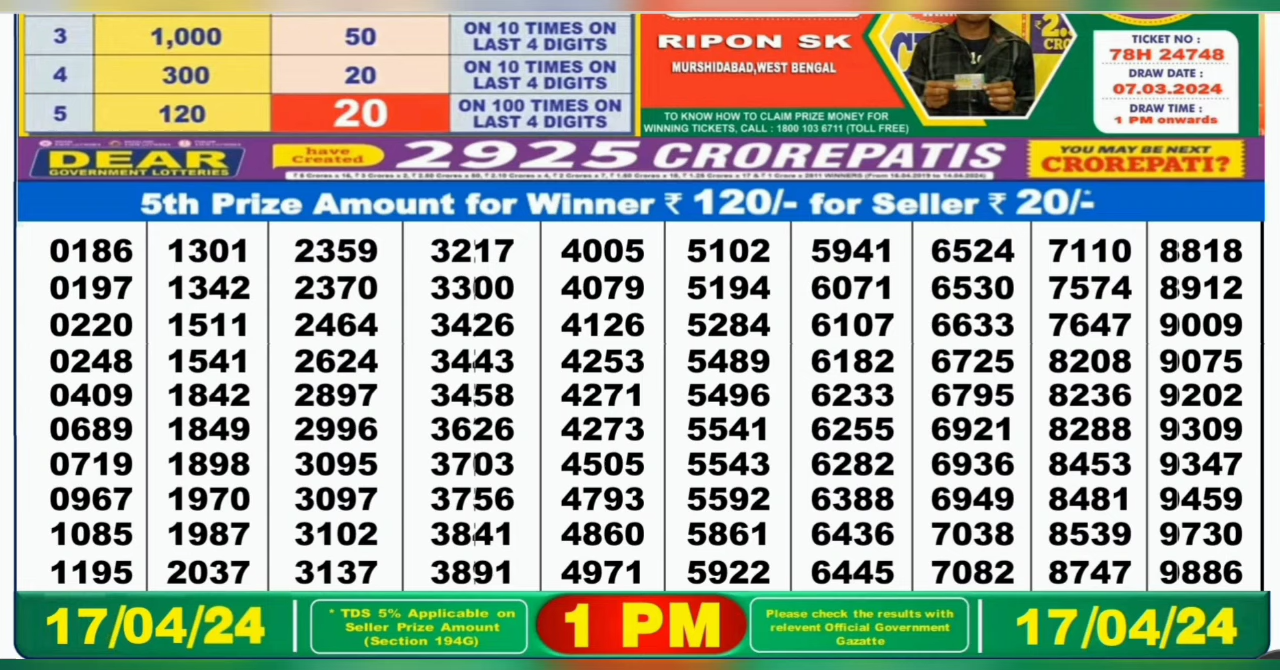 3 1,000 50 ON 10 TIMES ON LAST 4 DIGITS
4 300 20 ON 10 TIMES ON LAST 4 DIGITS
5 120 20 ON 100 TIMES ON LAST 4 DIGITS
RIPON SK
MURSHIDABAD,WEST BENGAL
TO KNOW HOW TO CLAIM PRIZE MONEY FOR
WINNING TICKETS, CALL : 1800 103 6711 (TOLL FREE)
TICKET NO :
78H 24748
DRAW DATE :
07.03.2024
DRAW TIME :
1 PM onwards
DEAR
GOVERNMENT LOTTERIES
have
Created
2925 CROREPATIS
YOU MAY BE NEXT
CROREPATI?
5th Prize Amount for Winner ₹ 120/- for Seller ₹ 20/-
0186 1301 2359 3217 4005 5102 5941 6524 7110 8818
0197 1342 2370 3300 4079 5194 6071 6530 7574 8912
0220 1511 2464 3426 4126 5284 6107 6633 7647 9009
0248 1541 2624 3443 4253 5489 6182 6725 8208 9075
0409 1842 2897 3458 4271 5496 6233 6795 8236 9202
0689 1849 2996 3626 4273 5541 6255 6921 8288 9309
0719 1898 3095 3703 4505 5543 6282 6936 8453 9347
0967 1970 3097 3756 4793 5592 6388 6949 8481 9459
1085 1987 3102 3841 4860 5861 6436 7038 8539 9730
1195 2037 3137 3891 4971 5922 6445 7082 8747 9886
17/04/24
* TDS 5% Applicable on
Seller Prize Amount
(Section 194G)
1 PM
Please check the results with
relevent Official Government
Gazatte
17/04/24